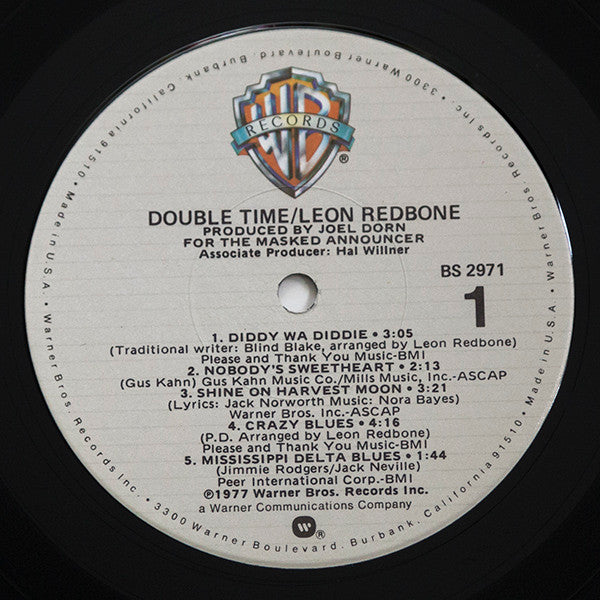 3300 Warner Boulevard. Burbank, California 91510 • Made in U.S.A. • Warner Bros. Records Inc. • 3300 Warner Boulevard. Burbank, California 91510 • Made in U.S.A. • Warner Bros. Records Inc. •
WB
RECORDS
®
DOUBLE TIME/LEON REDBONE
PRODUCED BY JOEL DORN
FOR THE MASKED ANNOUNCER
Associate Producer: Hal Willner
BS 2971
1
1. DIDDY WA DIDDIE • 3:05
(Traditional writer: Blind Blake, arranged by Leon Redbone)
Please and Thank You Music-BMI
2. NOBODY'S SWEETHEART • 2:13
(Gus Kahn) Gus Kahn Music Co./Mills Music, Inc.-ASCAP
3. SHINE ON HARVEST MOON • 3:21
(Lyrics: Jack Norworth Music: Nora Bayes)
Warner Bros. Inc.-ASCAP
4. CRAZY BLUES • 4:16
(P.D. Arranged by Leon Redbone)
Please and Thank You Music-BMI
5. MISSISSIPPI DELTA BLUES • 1:44
(Jimmie Rodgers/Jack Neville)
Peer International Corp.-BMI
℗1977 Warner Bros. Records Inc.
a Warner Communications Company
®